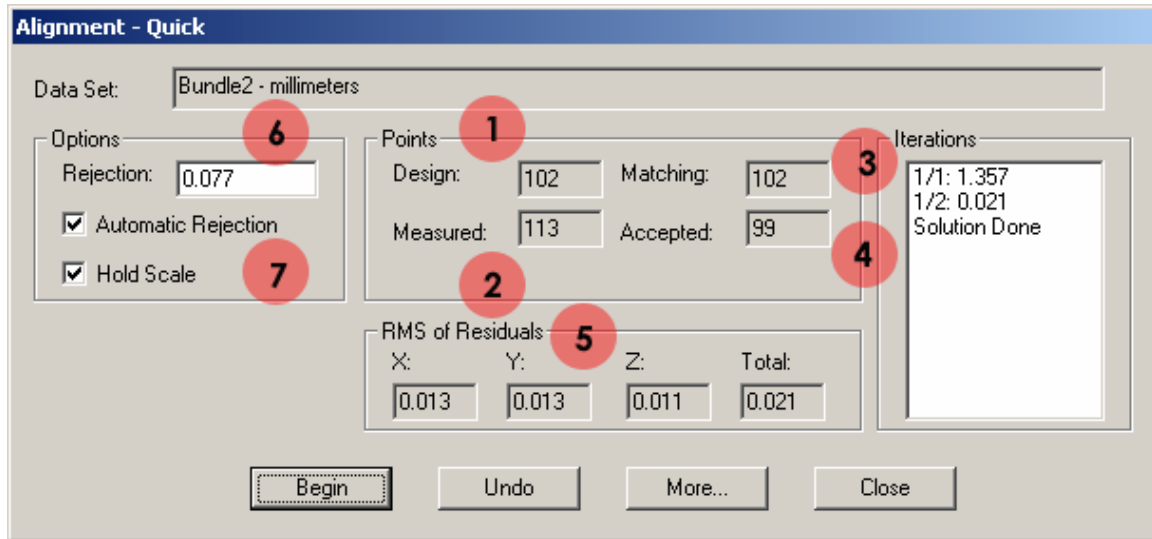 Alignment - Quick
Data Set: Bundle2 - millimeters
Options
6
Rejection: 0.077
Automatic Rejection
Hold Scale
7
Points
1
Design: 102 Matching: 102
3
Measured: 113 Accepted: 99
4
2
RMS of Residuals
5
X: Y: Z: Total:
0.013 0.013 0.011 0.021
Iterations
1/1: 1.357
1/2: 0.021
Solution Done
Begin Undo More... Close